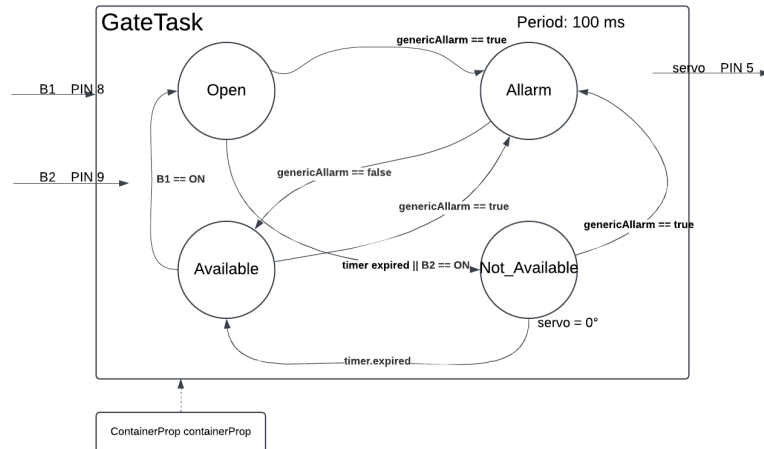 GateTask
Period: 100 ms
genericAllarm == true
servo PIN 5
B1 PIN 8
Open
Allarm
B2 PIN 9
B1 == ON
genericAllarm == false
genericAllarm == true
genericAllarm == true
Available
timer expired || B2 == ON
Not_Available
servo = 0°
timer.expired
ContainerProp containerProp